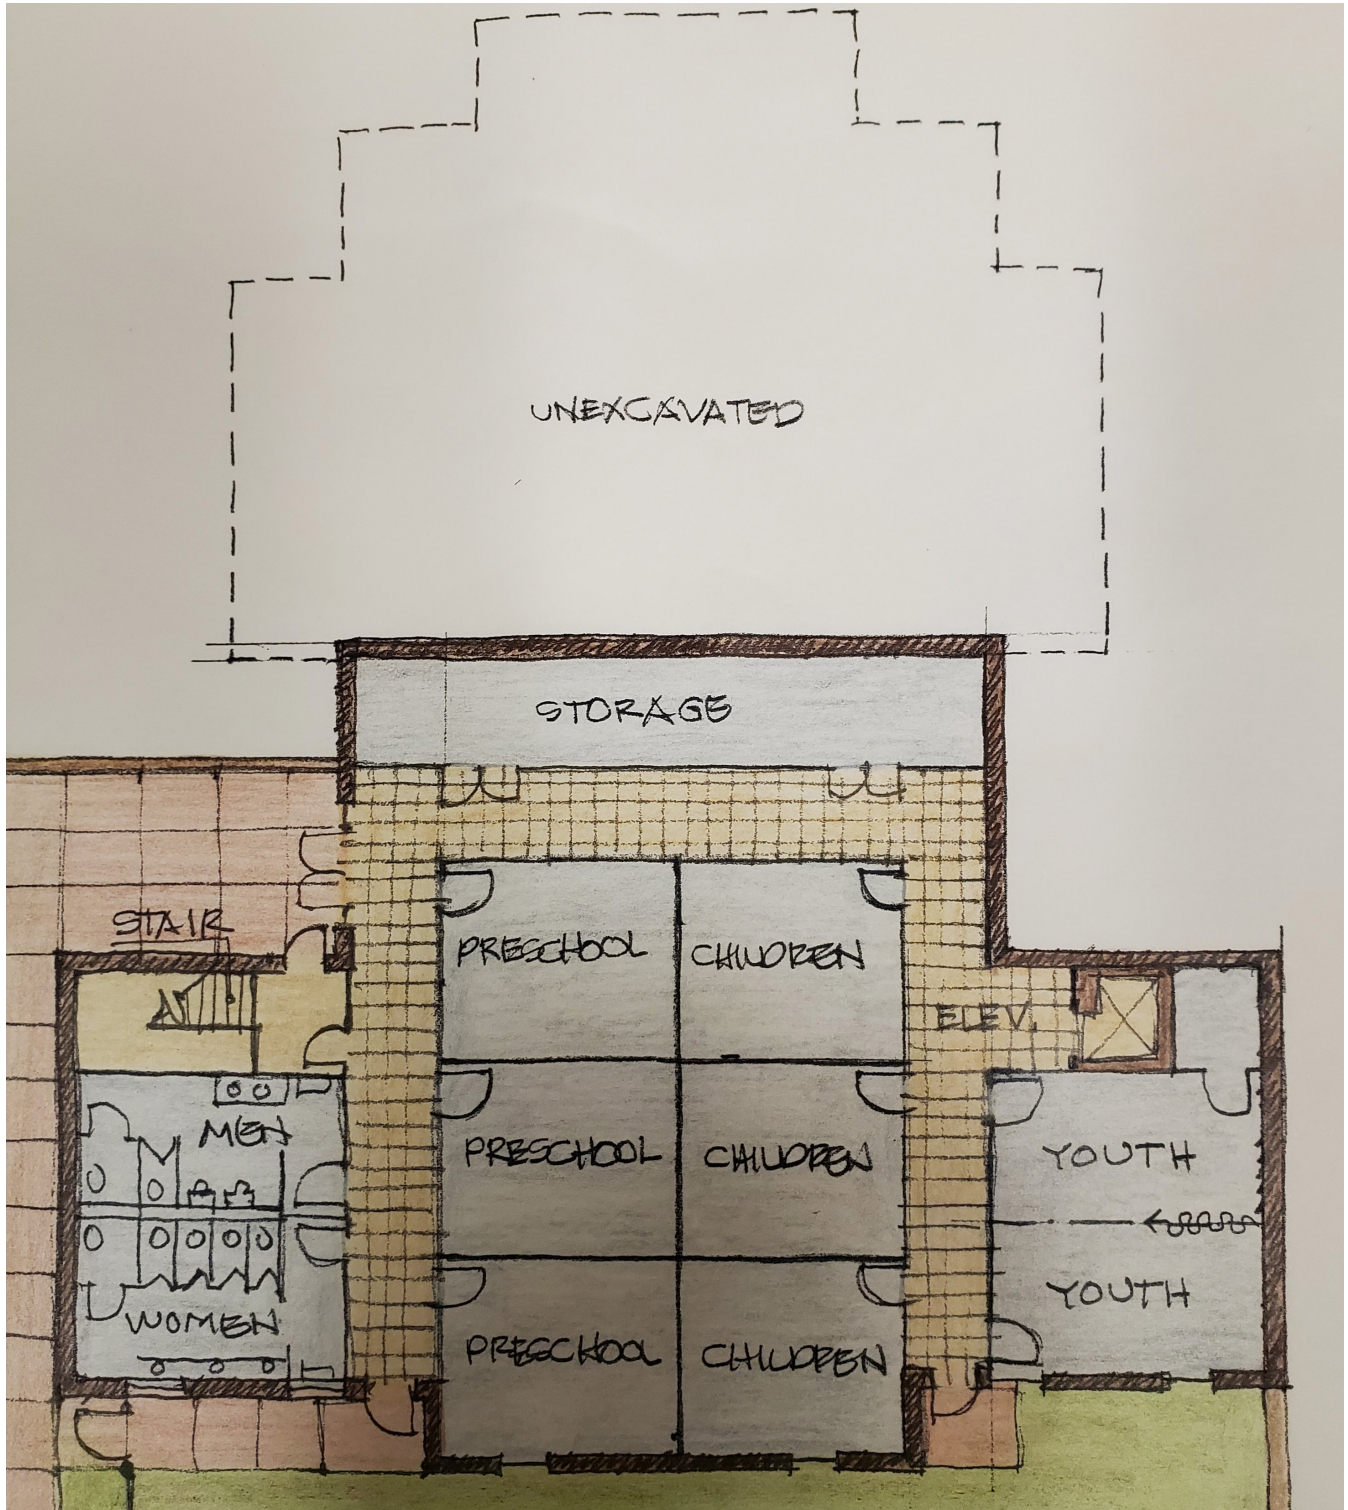 UNEXCAVATED
STORAGE
STAIR
PRESCHOOL
CHILDREN
ELEV.
MEN
PRESCHOOL
CHILDREN
YOUTH
YOUTH
WOMEN
PRESCHOOL
CHILDREN